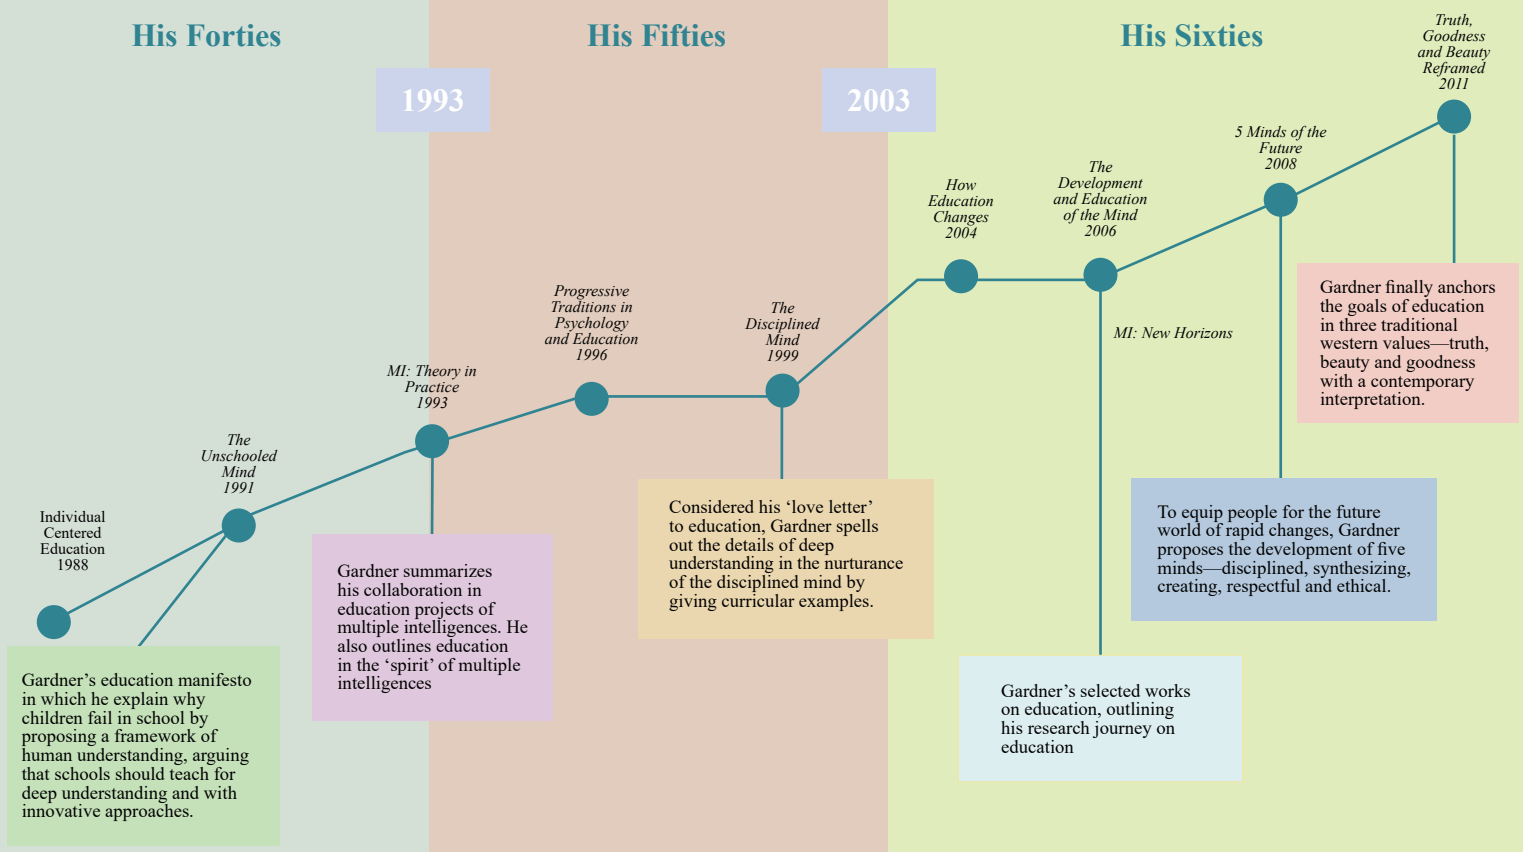 His Forties
His Fifties
His Sixties
1993
2003
Individual
Centered
Education
1988
The
Unschooled
Mind
1991
MI: Theory in
Practice
1993
Progressive
Traditions in
Psychology
and Education
1996
The
Disciplined
Mind
1999
How
Education
Changes
2004
The
Development
and Education
of the Mind
2006
MI: New Horizons
5 Minds of the
Future
2008
Truth,
Goodness
and Beauty
Reframed
2011
Gardner’s education manifesto
in which he explain why
children fail in school by
proposing a framework of
human understanding, arguing
that schools should teach for
deep understanding and with
innovative approaches.
Gardner summarizes
his collaboration in
education projects of
multiple intelligences. He
also outlines education
in the ‘spirit’ of multiple
intelligences
Considered his ‘love letter’
to education, Gardner spells
out the details of deep
understanding in the nurturance
of the disciplined mind by
giving curricular examples.
Gardner’s selected works
on education, outlining
his research journey on
education
To equip people for the future
world of rapid changes, Gardner
proposes the development of five
minds—disciplined, synthesizing,
creating, respectful and ethical.
Gardner finally anchors
the goals of education
in three traditional
western values—truth,
beauty and goodness
with a contemporary
interpretation.